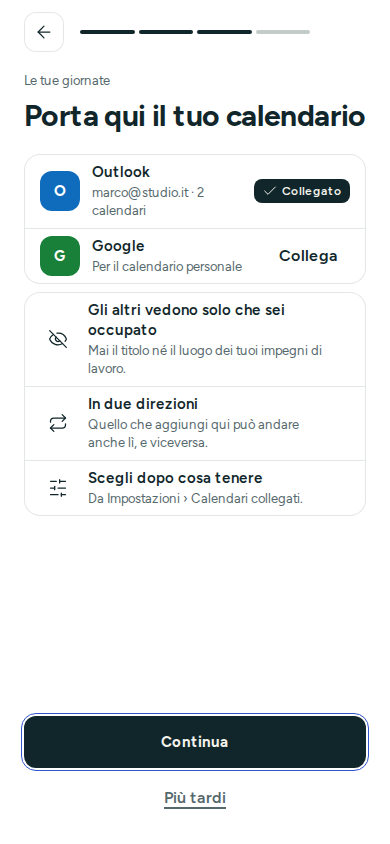 Le tue giornate
Porta qui il tuo calendario
O
Outlook
marco@studio.it · 2
calendari
Collegato
G
Google
Per il calendario personale
Collega
Gli altri vedono solo che sei
occupato
Mai il titolo né il luogo dei tuoi impegni di
lavoro.
In due direzioni
Quello che aggiungi qui può andare
anche lì, e viceversa.
Scegli dopo cosa tenere
Da Impostazioni › Calendari collegati.
Continua
Più tardi